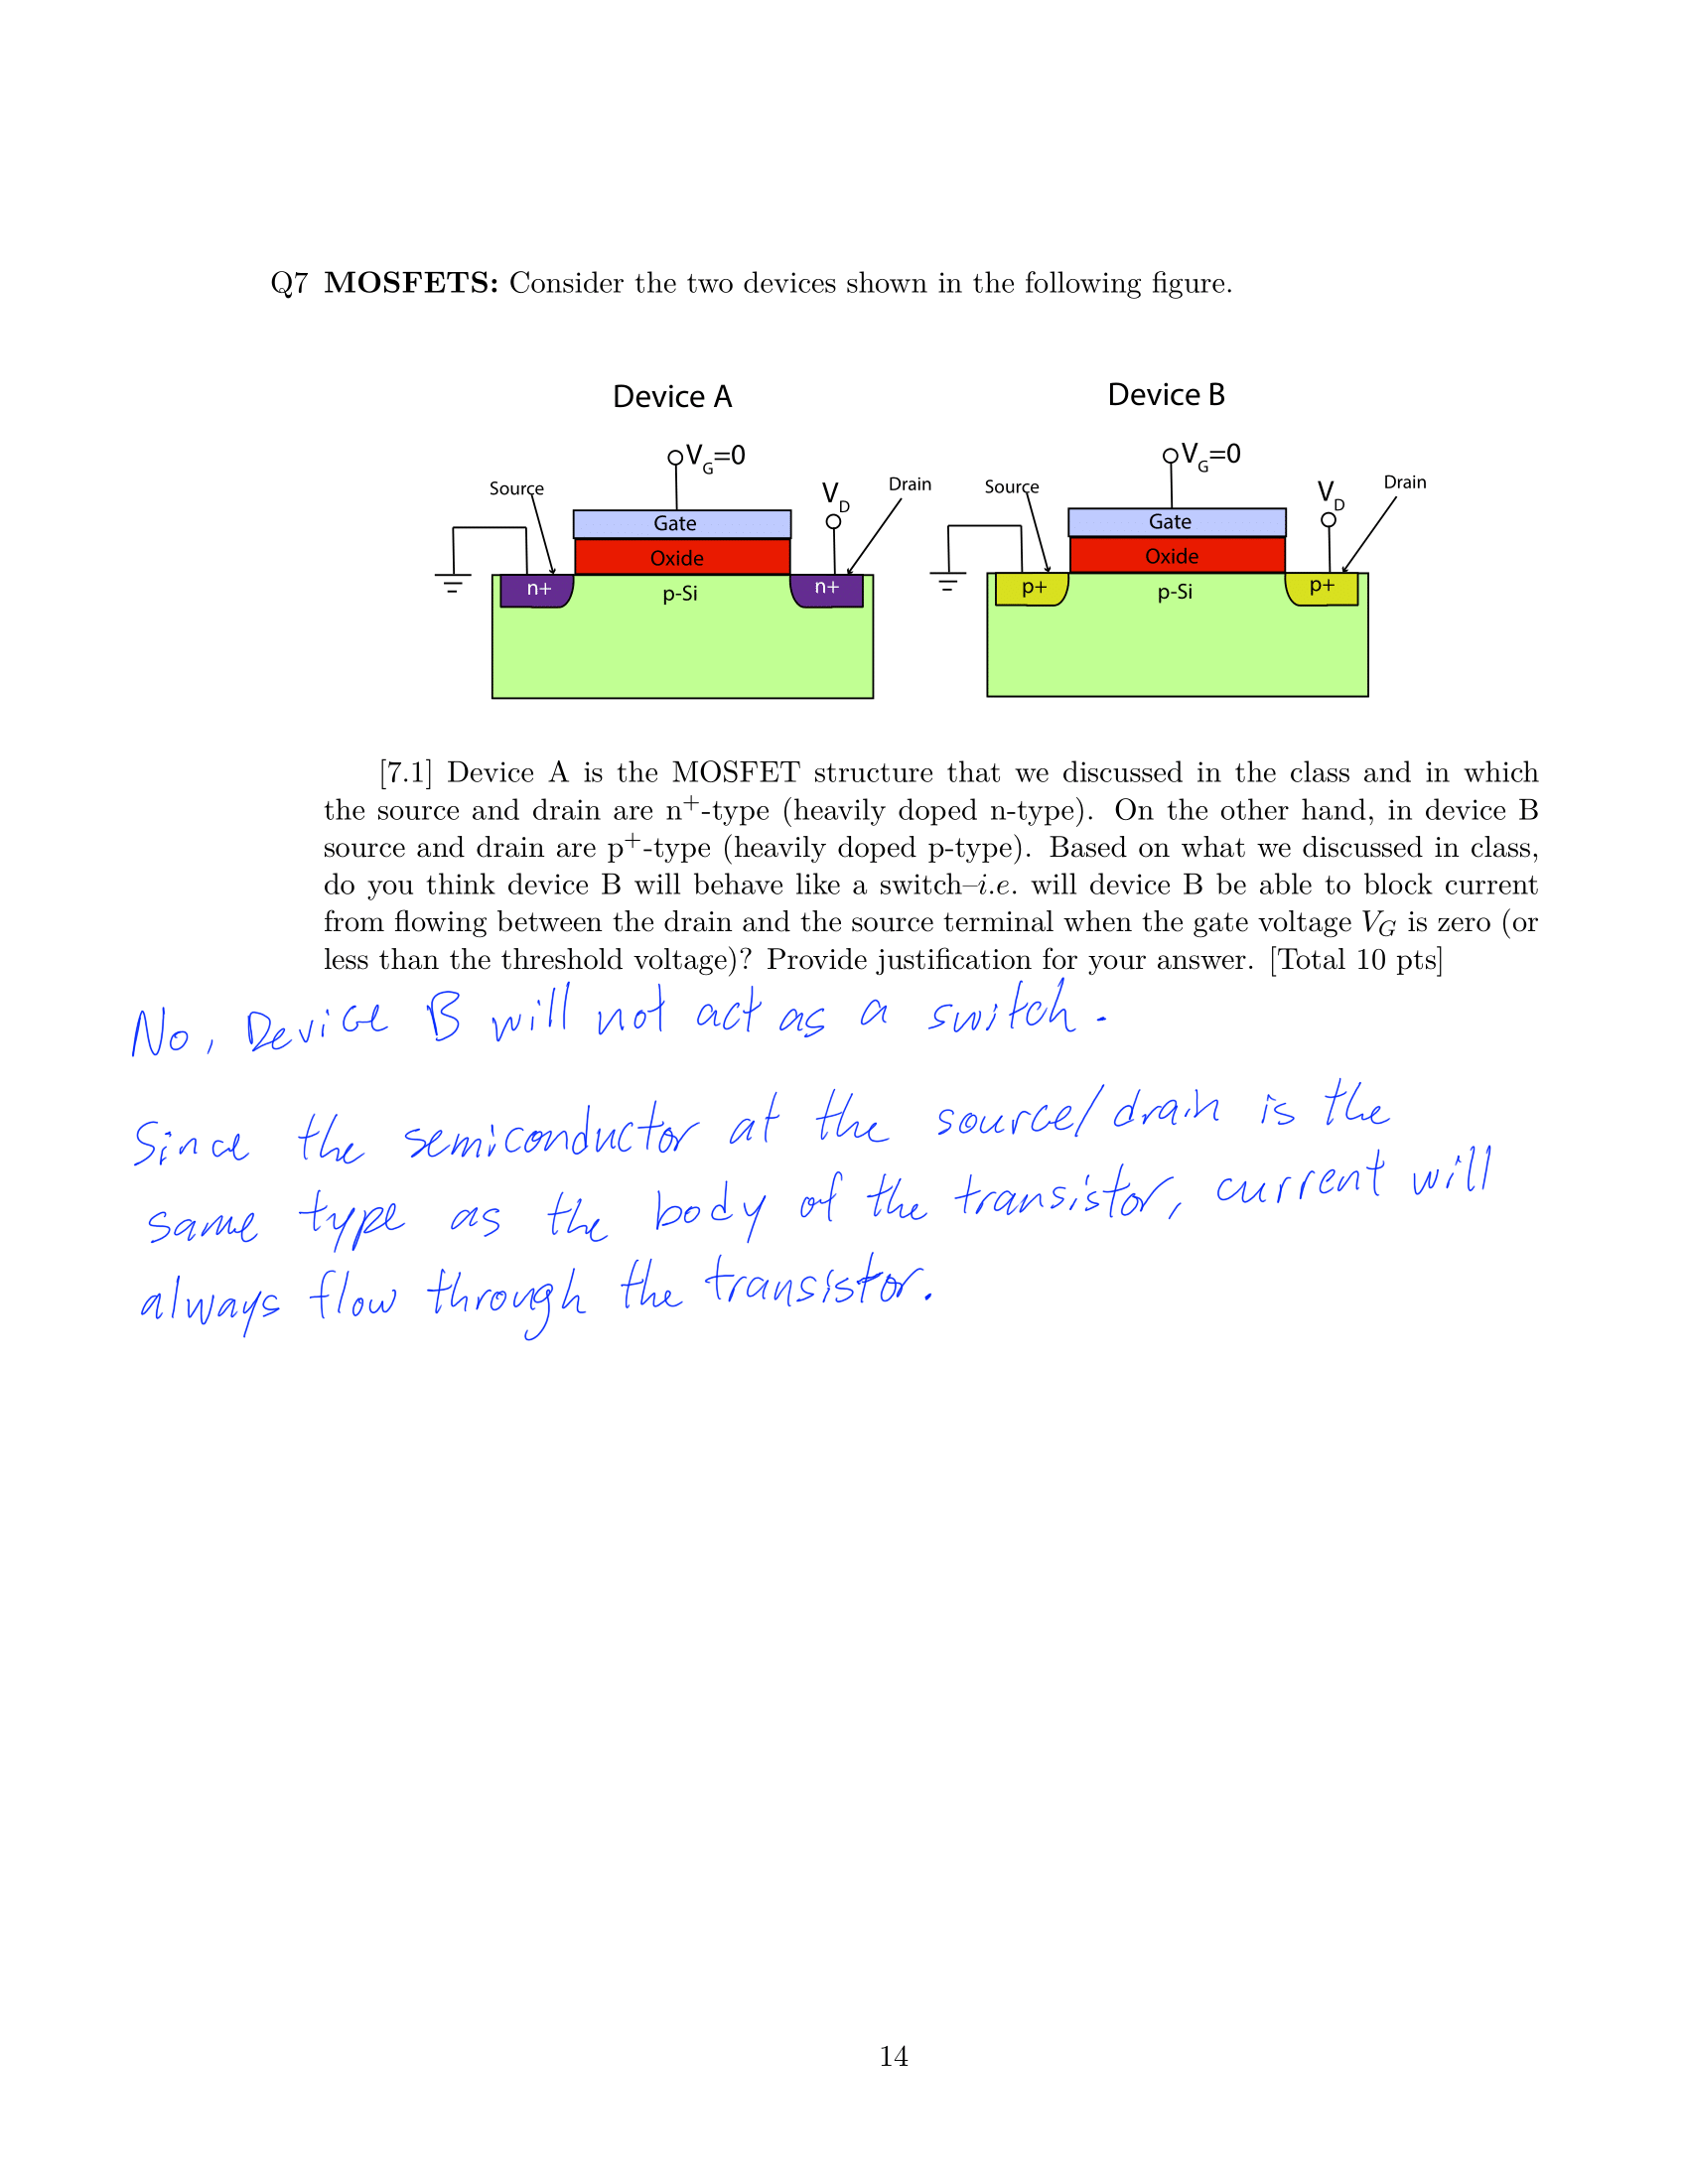 Q7 MOSFETS: Consider the two devices shown in the following figure.
Device A
Device B
V_G=0
V_G=0
Source
V_D
Drain
Source
V_D
Drain
Gate
Gate
Oxide
Oxide
n+
p-Si
n+
p+
p-Si
p+
[7.1] Device A is the MOSFET structure that we discussed in the class and in which
the source and drain are n⁺-type (heavily doped n-type). On the other hand, in device B
source and drain are p⁺-type (heavily doped p-type). Based on what we discussed in class,
do you think device B will behave like a switch–i.e. will device B be able to block current
from flowing between the drain and the source terminal when the gate voltage V_G is zero (or
less than the threshold voltage)? Provide justification for your answer. [Total 10 pts]
No, Device B will not act as a switch.
Since the semiconductor at the source/drain is the
same type as the body of the transistor, current will
always flow through the transistor.
14